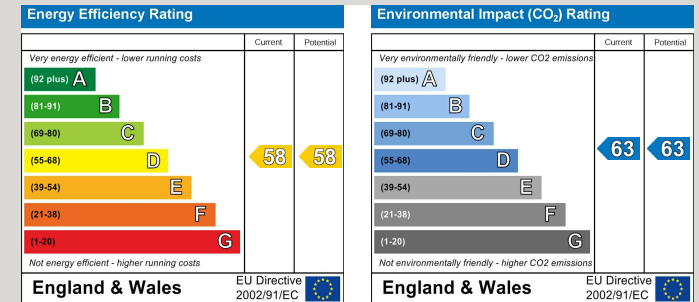 Energy Efficiency Rating
Current Potential
Very energy efficient - lower running costs
(92 plus) A
(81-91) B
(69-80) C
(55-68) D
(39-54) E
(21-38) F
(1-20) G
58 58
Not energy efficient - higher running costs
England & Wales
EU Directive
2002/91/EC
Environmental Impact (CO₂) Rating
Current Potential
Very environmentally friendly - lower CO2 emissions
(92 plus) A
(81-91) B
(69-80) C
(55-68) D
(39-54) E
(21-38) F
(1-20) G
63 63
Not environmentally friendly - higher CO2 emissions
England & Wales
EU Directive
2002/91/EC